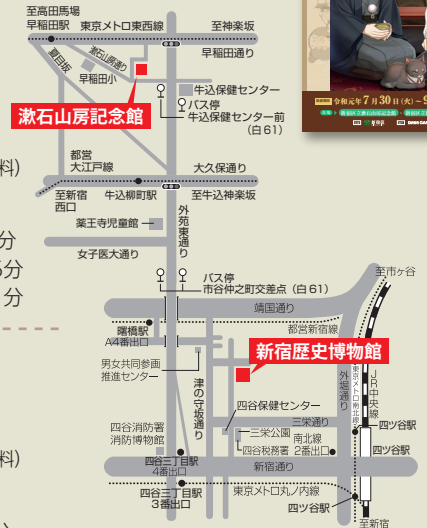 至高田馬場
早稲田駅
東京メトロ東西線
至神楽坂
早稲田通り
夏目坂
漱石山房通り
早稲田小
牛込保健センター
バス停
牛込保健センター前
（白61）
漱石山房記念館
令和元年7月30日（火）～9
料）
都営
大江戸線
大久保通り
至新宿
西口
牛込柳町駅
至牛込神楽坂
薬王寺児童館
外苑東通り
女子医大通り
分
分
分
バス停
市谷仲之町交差点（白61）
至市ヶ谷
靖国通り
曙橋駅
A4番出口
都営新宿線
新宿歴史博物館
男女共同参画
推進センター
津の守坂通り
外堀通り
東京メトロ南北線
JR中央線
四谷保健センター
三栄通り
三栄公園
四谷税務署
南北線
2番出口
四ツ谷駅
四ツ谷駅
四谷消防署
消防博物館
料）
四谷三丁目駅
4番出口
新宿通り
四谷三丁目駅
3番出口
東京メトロ丸ノ内線
四ツ谷駅
至新宿